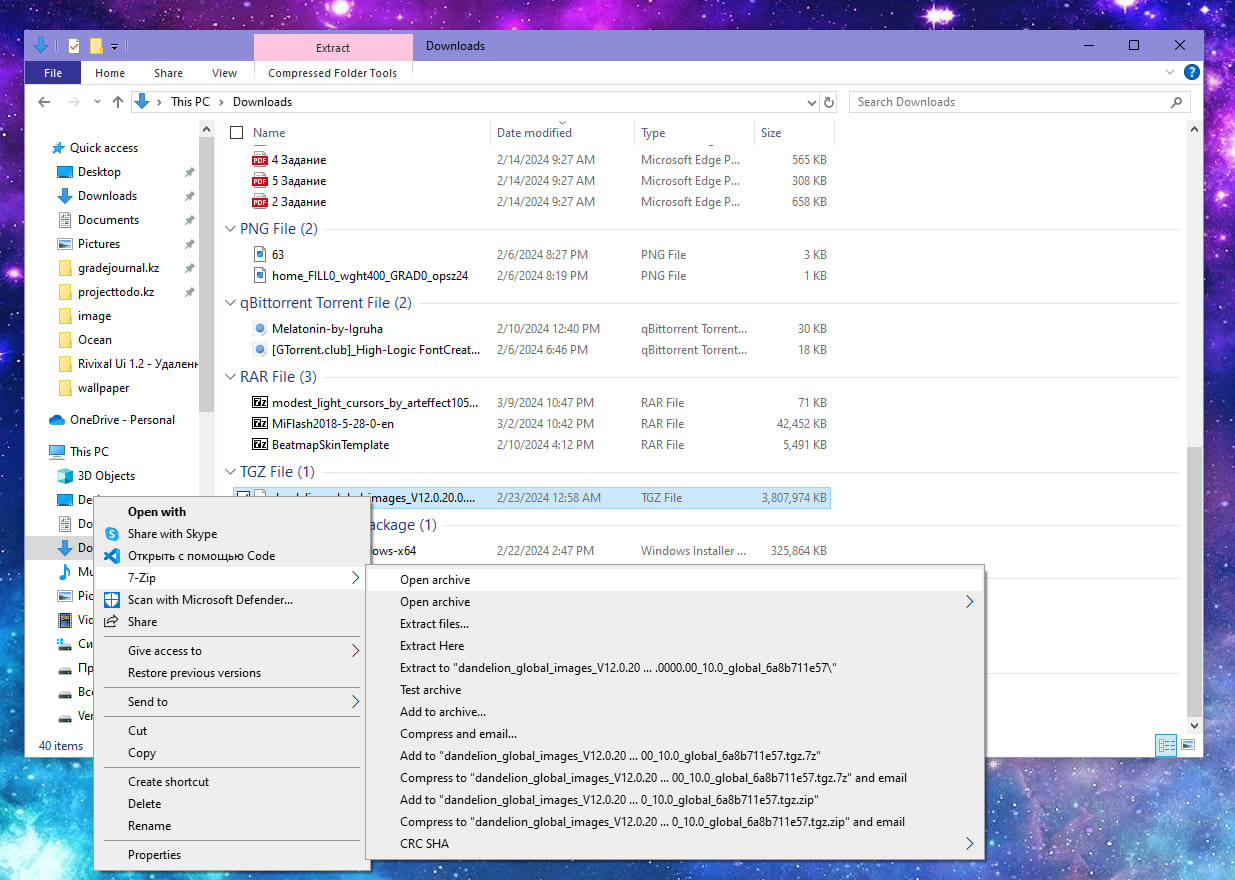 Extract
Downloads
File
Home
Share
View
Compressed Folder Tools
?
This PC
Downloads
Search Downloads
Quick access
Desktop
Downloads
Documents
Pictures
gradejournal.kz
projecttodo.kz
image
Ocean
Rivixal Ui 1.2 - Удаленн
wallpaper
OneDrive - Personal
This PC
3D Objects
De
Do
Do
Mu
Pic
Vid
Си
Пр
Вс
Ver
40 items
Name
Date modified
Type
Size
PDF 4 Задание 2/14/2024 9:27 AM Microsoft Edge P... 565 KB
PDF 5 Задание 2/14/2024 9:27 AM Microsoft Edge P... 308 KB
PDF 2 Задание 2/14/2024 9:27 AM Microsoft Edge P... 658 KB
PNG File (2)
63 2/6/2024 8:27 PM PNG File 3 KB
home_FILL0_wght400_GRAD0_opsz24 2/6/2024 8:19 PM PNG File 1 KB
qBittorrent Torrent File (2)
Melatonin-by-Igruha 2/10/2024 12:40 PM qBittorrent Torrent... 30 KB
[GTorrent.club]_High-Logic FontCreat... 2/6/2024 6:46 PM qBittorrent Torrent... 18 KB
RAR File (3)
7z modest_light_cursors_by_arteffect105... 3/9/2024 10:47 PM RAR File 71 KB
7z MiFlash2018-5-28-0-en 3/2/2024 10:42 PM RAR File 42,452 KB
7z BeatmapSkinTemplate 2/10/2024 4:12 PM RAR File 5,491 KB
TGZ File (1)
images_V12.0.20.0.... 2/23/2024 12:58 AM TGZ File 3,807,974 KB
ackage (1)
ows-x64 2/22/2024 2:47 PM Windows Installer ... 325,864 KB
Open with
Share with Skype
Открыть с помощью Code
7-Zip
Scan with Microsoft Defender...
Share
Give access to
Restore previous versions
Send to
Cut
Copy
Create shortcut
Delete
Rename
Properties
Open archive
Open archive
Extract files...
Extract Here
Extract to "dandelion_global_images_V12.0.20 ... .0000.00_10.0_global_6a8b711e57\"
Test archive
Add to archive...
Compress and email...
Add to "dandelion_global_images_V12.0.20 ... 00_10.0_global_6a8b711e57.tgz.7z"
Compress to "dandelion_global_images_V12.0.20 ... 00_10.0_global_6a8b711e57.tgz.7z" and email
Add to "dandelion_global_images_V12.0.20 ... 0_10.0_global_6a8b711e57.tgz.zip"
Compress to "dandelion_global_images_V12.0.20 ... 0_10.0_global_6a8b711e57.tgz.zip" and email
CRC SHA